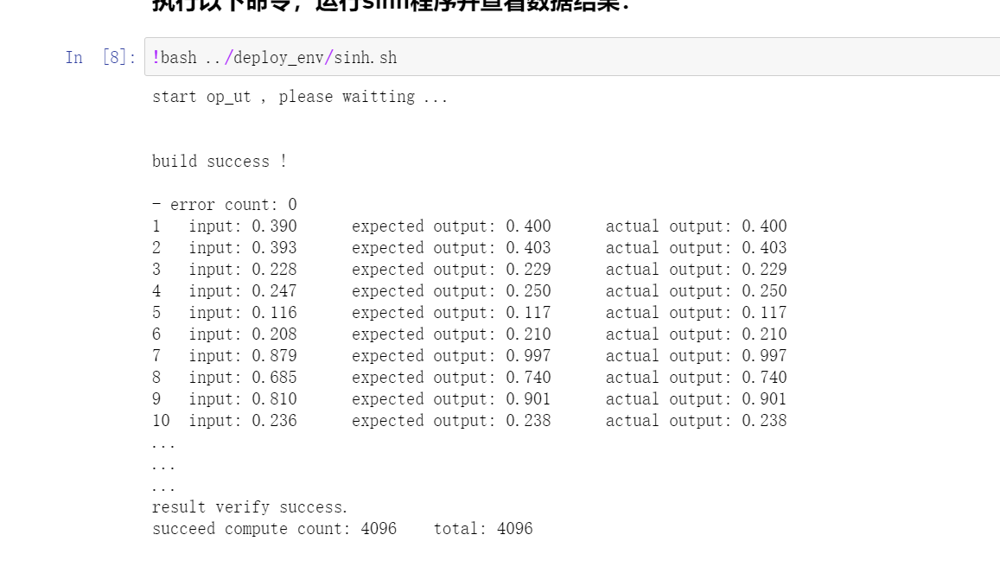 执行以下命令，运行sinh程序并查看数据结果：
In [8]: !bash ../deploy_env/sinh.sh
start op_ut , please waitting ...
build success !
- error count: 0
1 input: 0.390 expected output: 0.400 actual output: 0.400
2 input: 0.393 expected output: 0.403 actual output: 0.403
3 input: 0.228 expected output: 0.229 actual output: 0.229
4 input: 0.247 expected output: 0.250 actual output: 0.250
5 input: 0.116 expected output: 0.117 actual output: 0.117
6 input: 0.208 expected output: 0.210 actual output: 0.210
7 input: 0.879 expected output: 0.997 actual output: 0.997
8 input: 0.685 expected output: 0.740 actual output: 0.740
9 input: 0.810 expected output: 0.901 actual output: 0.901
10 input: 0.236 expected output: 0.238 actual output: 0.238
...
...
...
result verify success.
succeed compute count: 4096 total: 4096